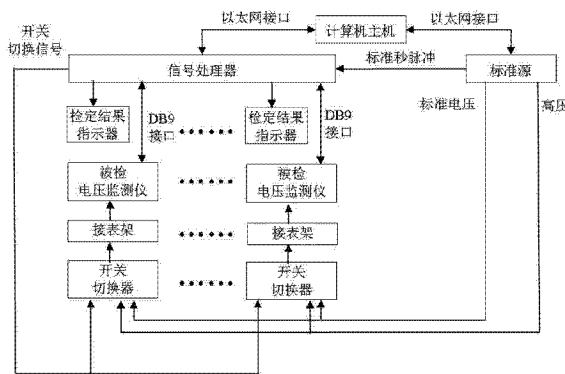 以太网接口
计算机主机
以太网接口
开关
切换信号
信号处理器
标准秒脉冲
标准源
检定结果
指示器
DB9
接口
检定结果
指示器
DB9
接口
标准电压
高压
被检
电压监测仪
被检
电压监测仪
接表架
接表架
开关
切换器
开关
切换器